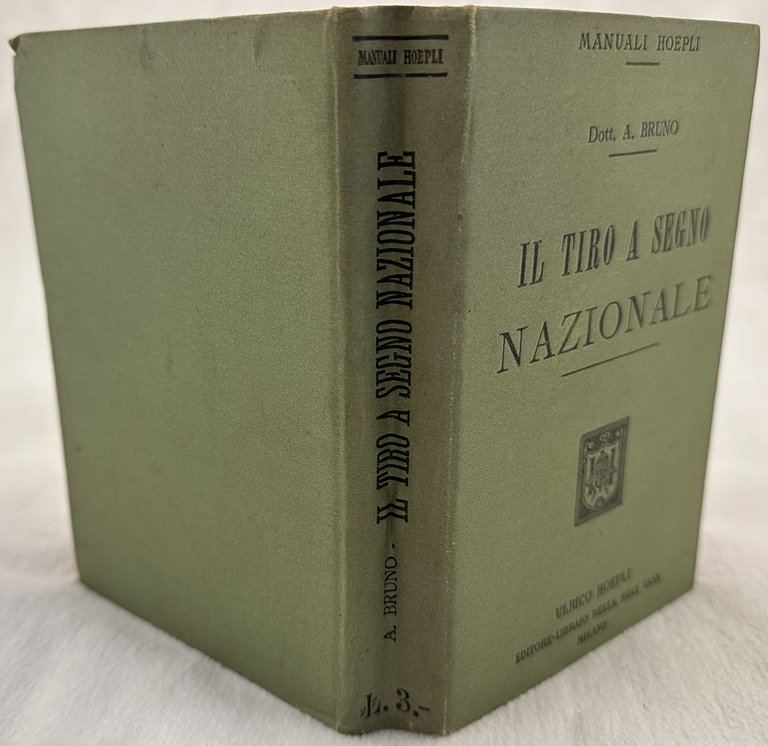 MANUALI HOEPLI
IL TIRO A SEGNO NAZIONALE
A. BRUNO -
L. 3.-
MANUALI HOEPLI
Dott. A. BRUNO
IL TIRO A SEGNO
NAZIONALE
ULRICO HOEPLI
EDITORE-LIBRAIO DELLA REAL CASA
MILANO